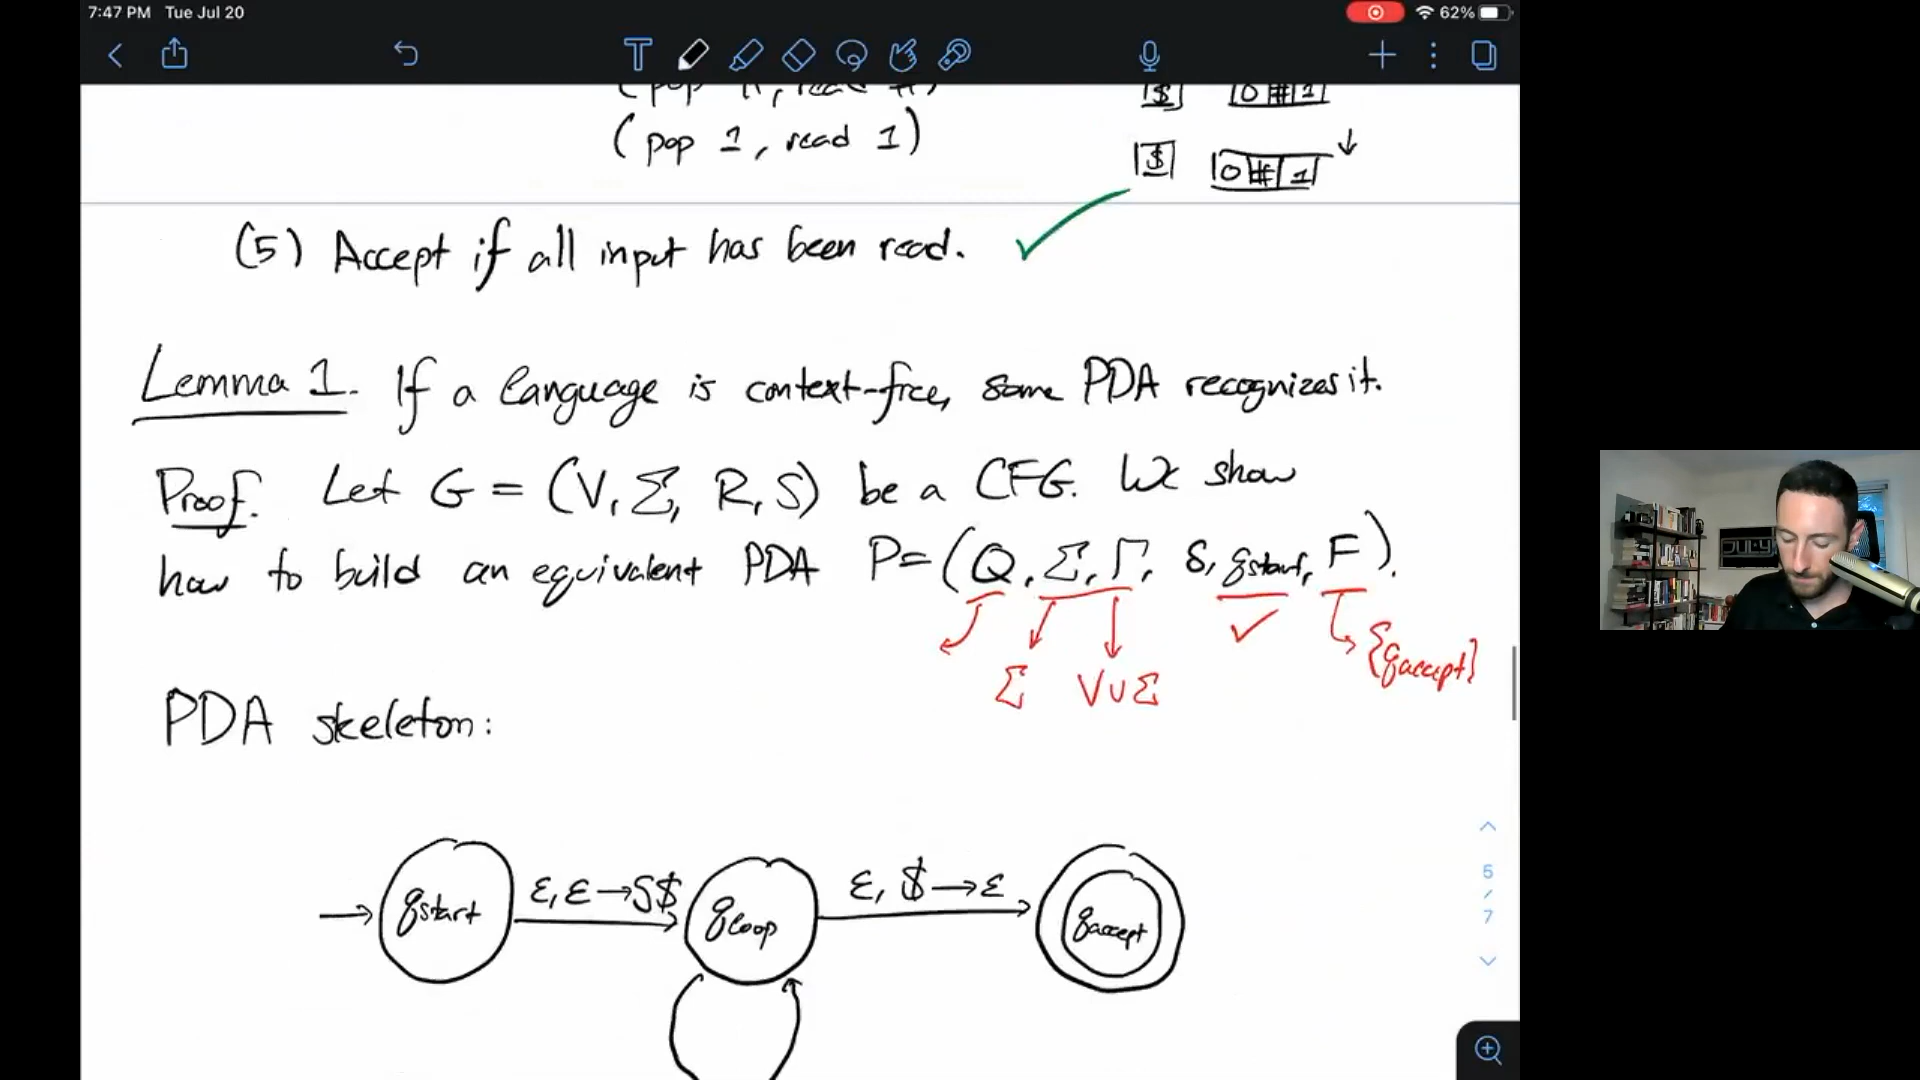 7:47 PM Tue Jul 20
62%
(pop 1, read 1)
$ 0 # 1
$ 0 # 1
(5) Accept if all input has been read. ✓
Lemma 1. If a language is context-free, some PDA recognizes it.
Proof. Let G = (V, Σ, R, S) be a CFG. We show
how to build an equivalent PDA P = (Q, Σ, Γ, δ, qstart, F).
Σ V∪Σ ✓ {qaccept}
PDA skeleton:
qstart ε, ε → S$ qloop ε, $ → ε qaccept
5
/
7